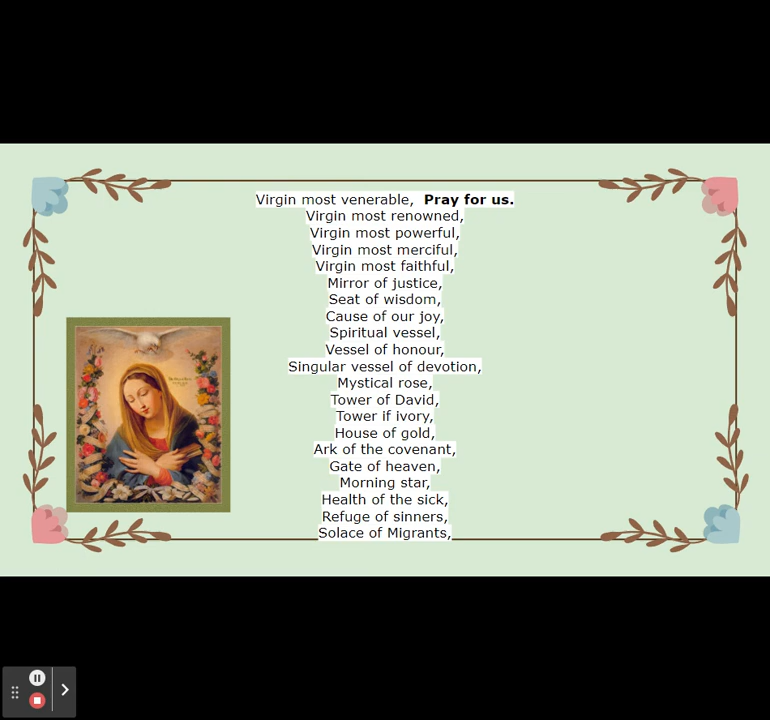 Virgin most venerable,  Pray for us.
Virgin most renowned,
Virgin most powerful,
Virgin most merciful,
Virgin most faithful,
Mirror of justice,
Seat of wisdom,
Cause of our joy,
Spiritual vessel,
Vessel of honour,
Singular vessel of devotion,
Mystical rose,
Tower of David,
Tower if ivory,
House of gold,
Ark of the covenant,
Gate of heaven,
Morning star,
Health of the sick,
Refuge of sinners,
Solace of Migrants,